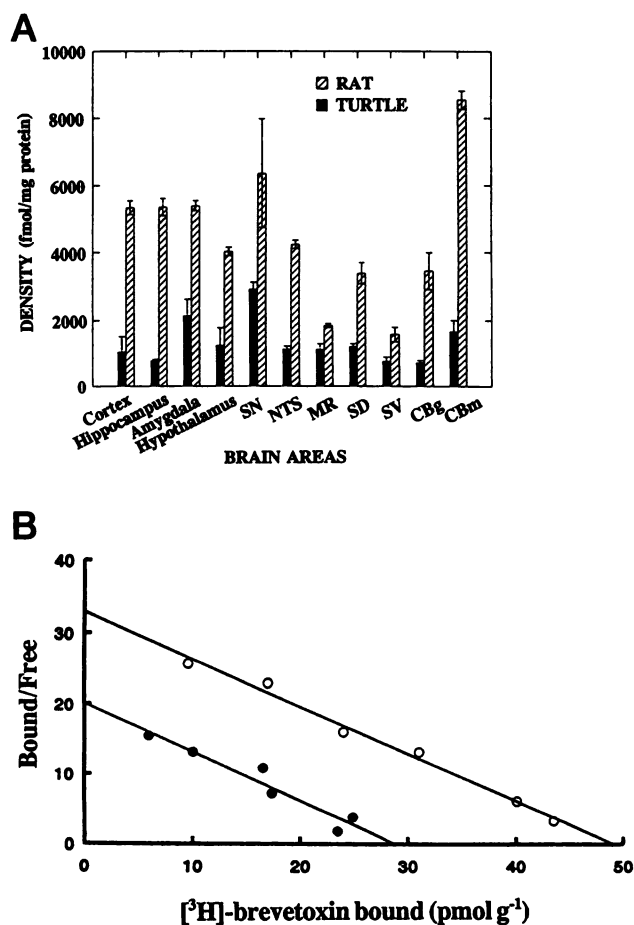 A
10000
8000
6000
4000
2000
0
DENSITY (fmol/mg protein)
RAT
TURTLE
Cortex
Hippocampus
Amygdala
Hypothalamus
SN
NTS
MR
SD
SV
CBg
CBm
BRAIN AREAS
B
40
30
20
10
0
Bound/Free
0 10 20 30 40 50
[³H]-brevetoxin bound (pmol g⁻¹)